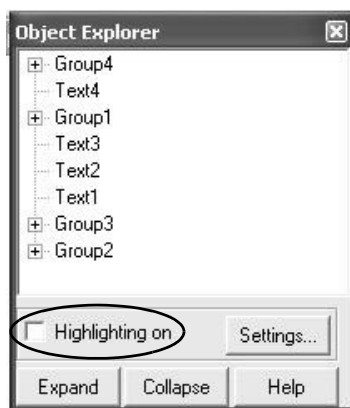 Object Explorer
Group4
Text4
Group1
Text3
Text2
Text1
Group3
Group2
Highlighting on
Settings...
Expand Collapse Help